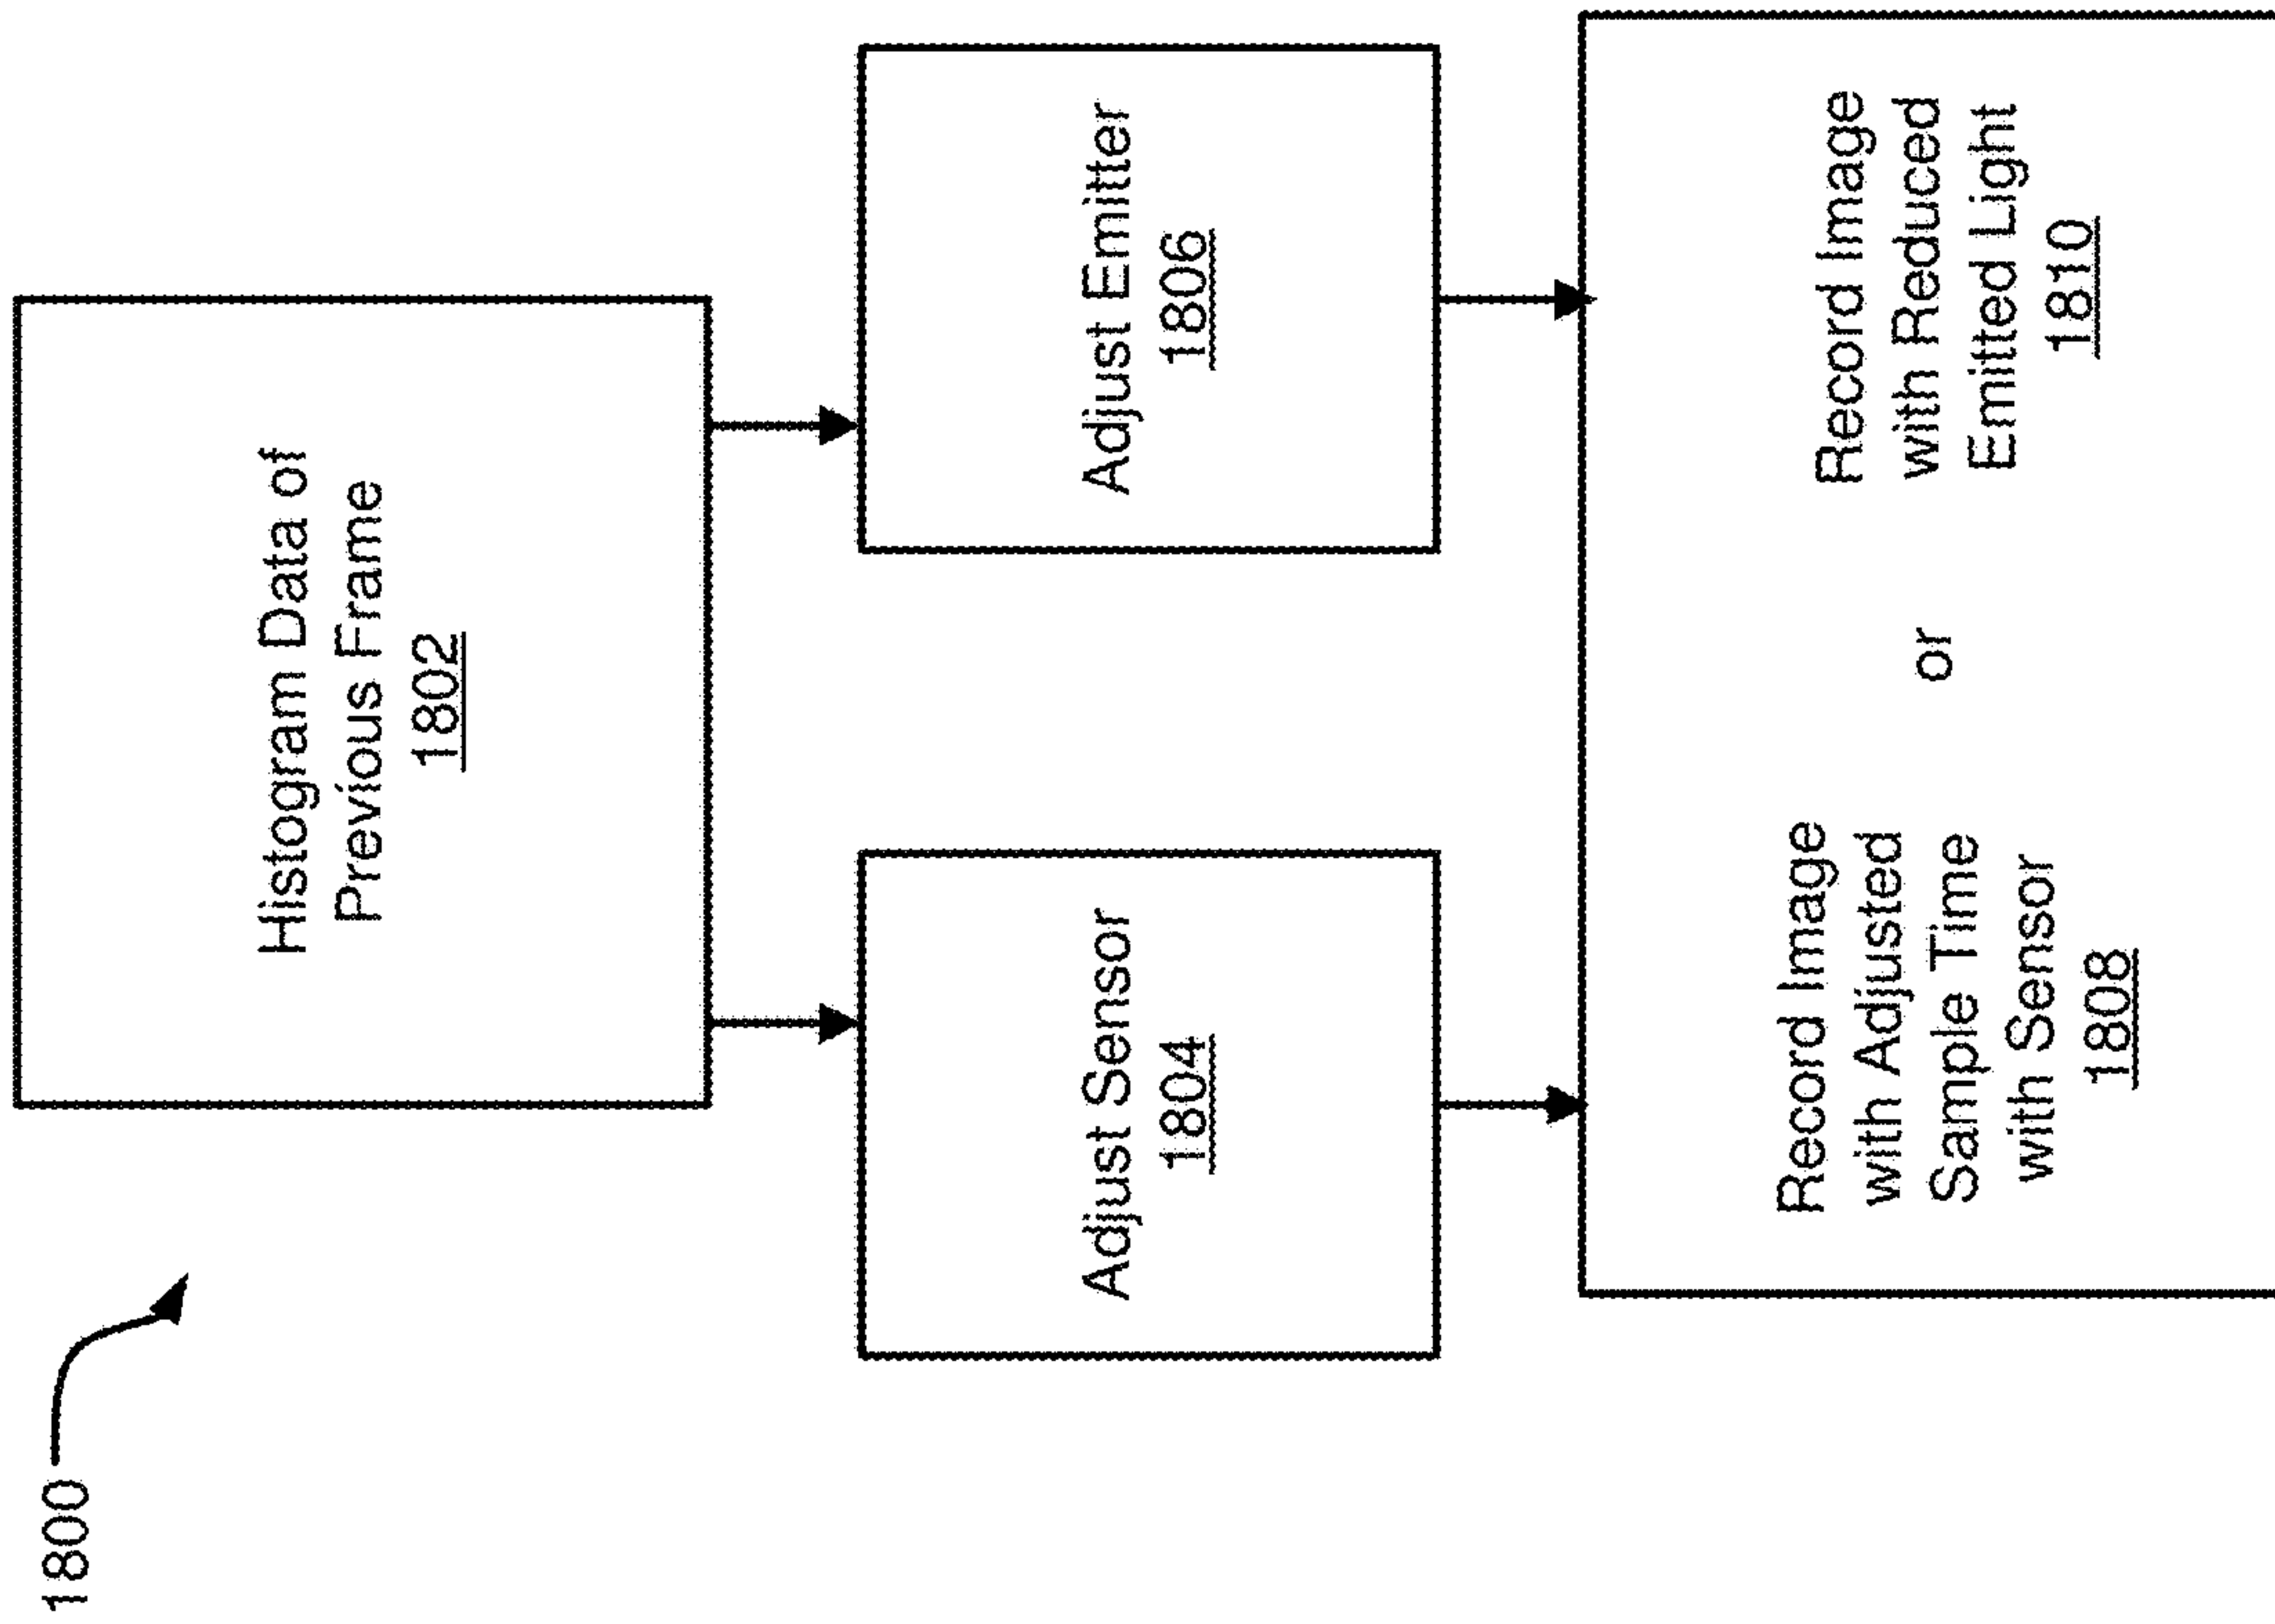 1800
Histogram Data of
Previous Frame
1802
Adjust Sensor
1804
Adjust Emitter
1806
Record Image
with Adjusted
Sample Time
with Sensor
1808
or
Record Image
with Reduced
Emitted Light
1810